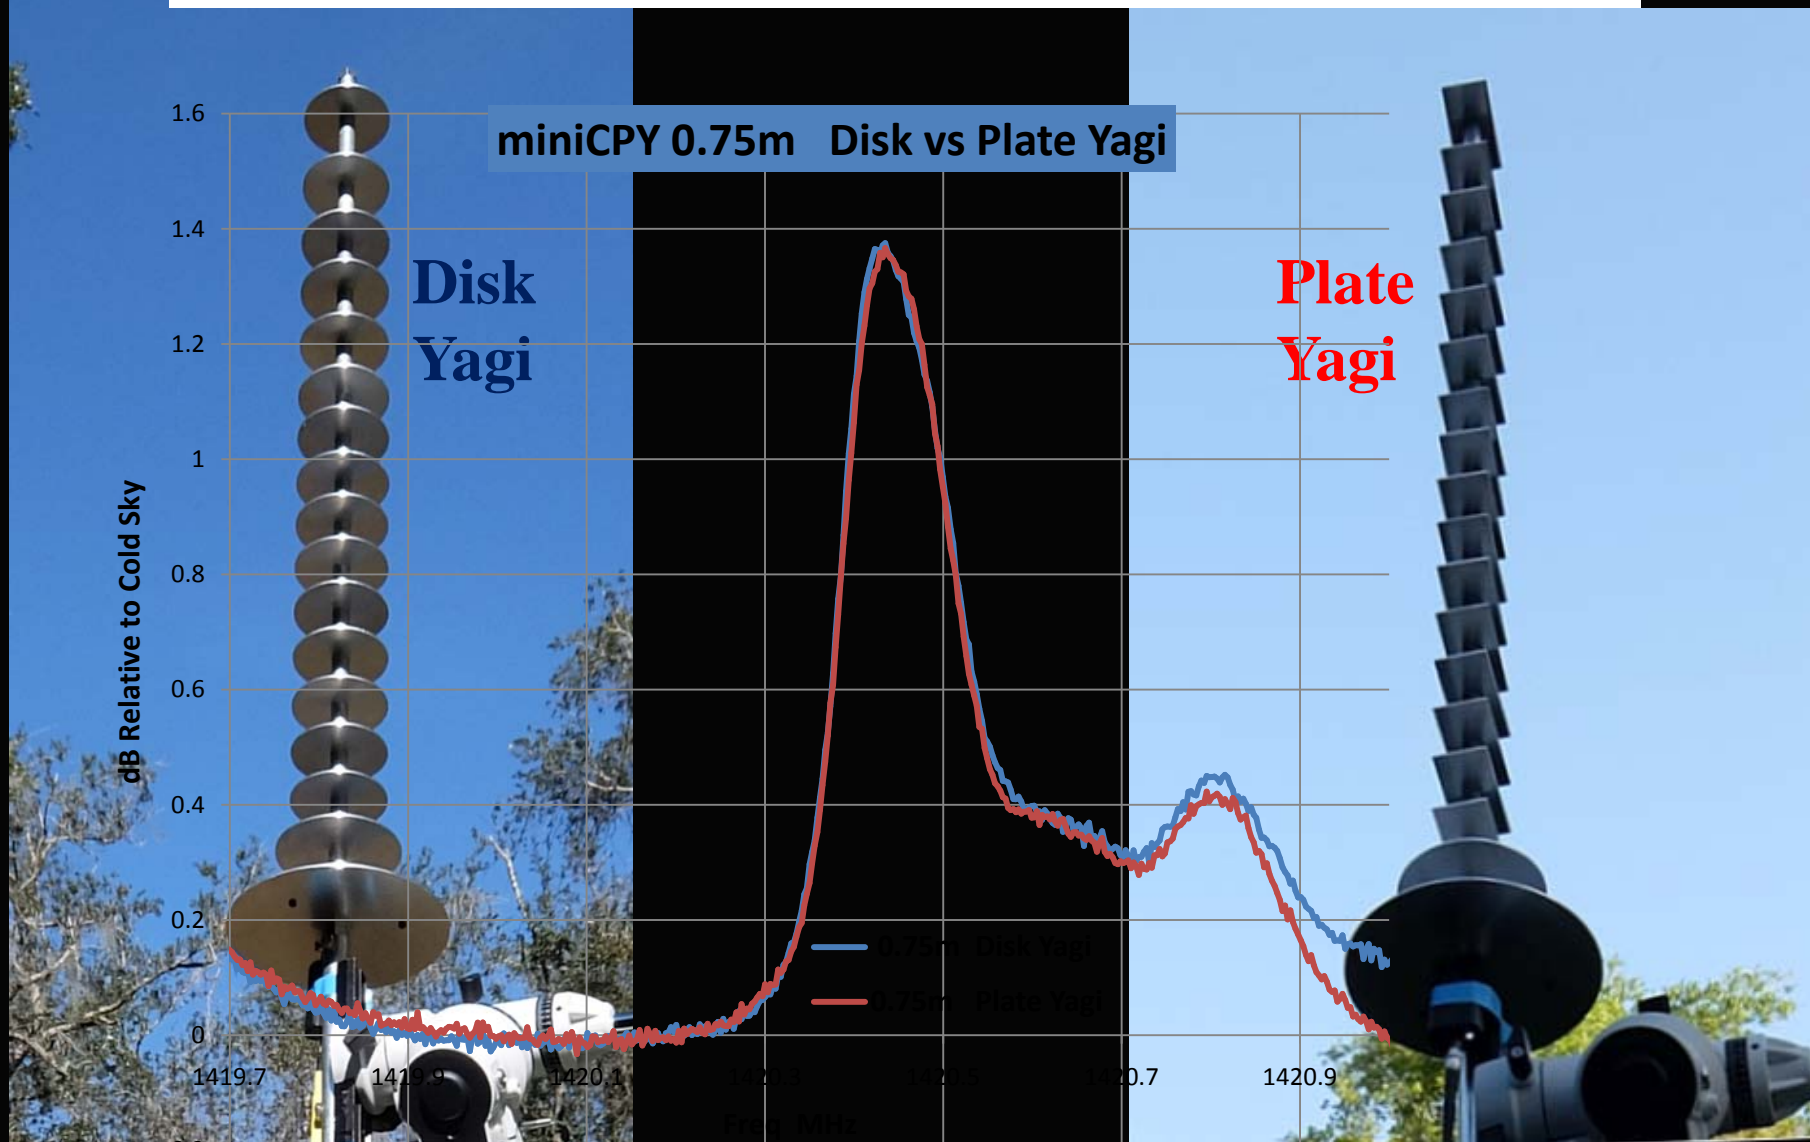 miniCPY 0.75m Disk vs Plate Yagi
Disk
Yagi
Plate
Yagi
dB Relative to Cold Sky
1.6
1.4
1.2
1
0.8
0.6
0.4
0.2
0
0.75m Disk Yagi
0.75m Plate Yagi
1419.7 1419.9 1420.1 1420.3 1420.5 1420.7 1420.9
Freq MHz